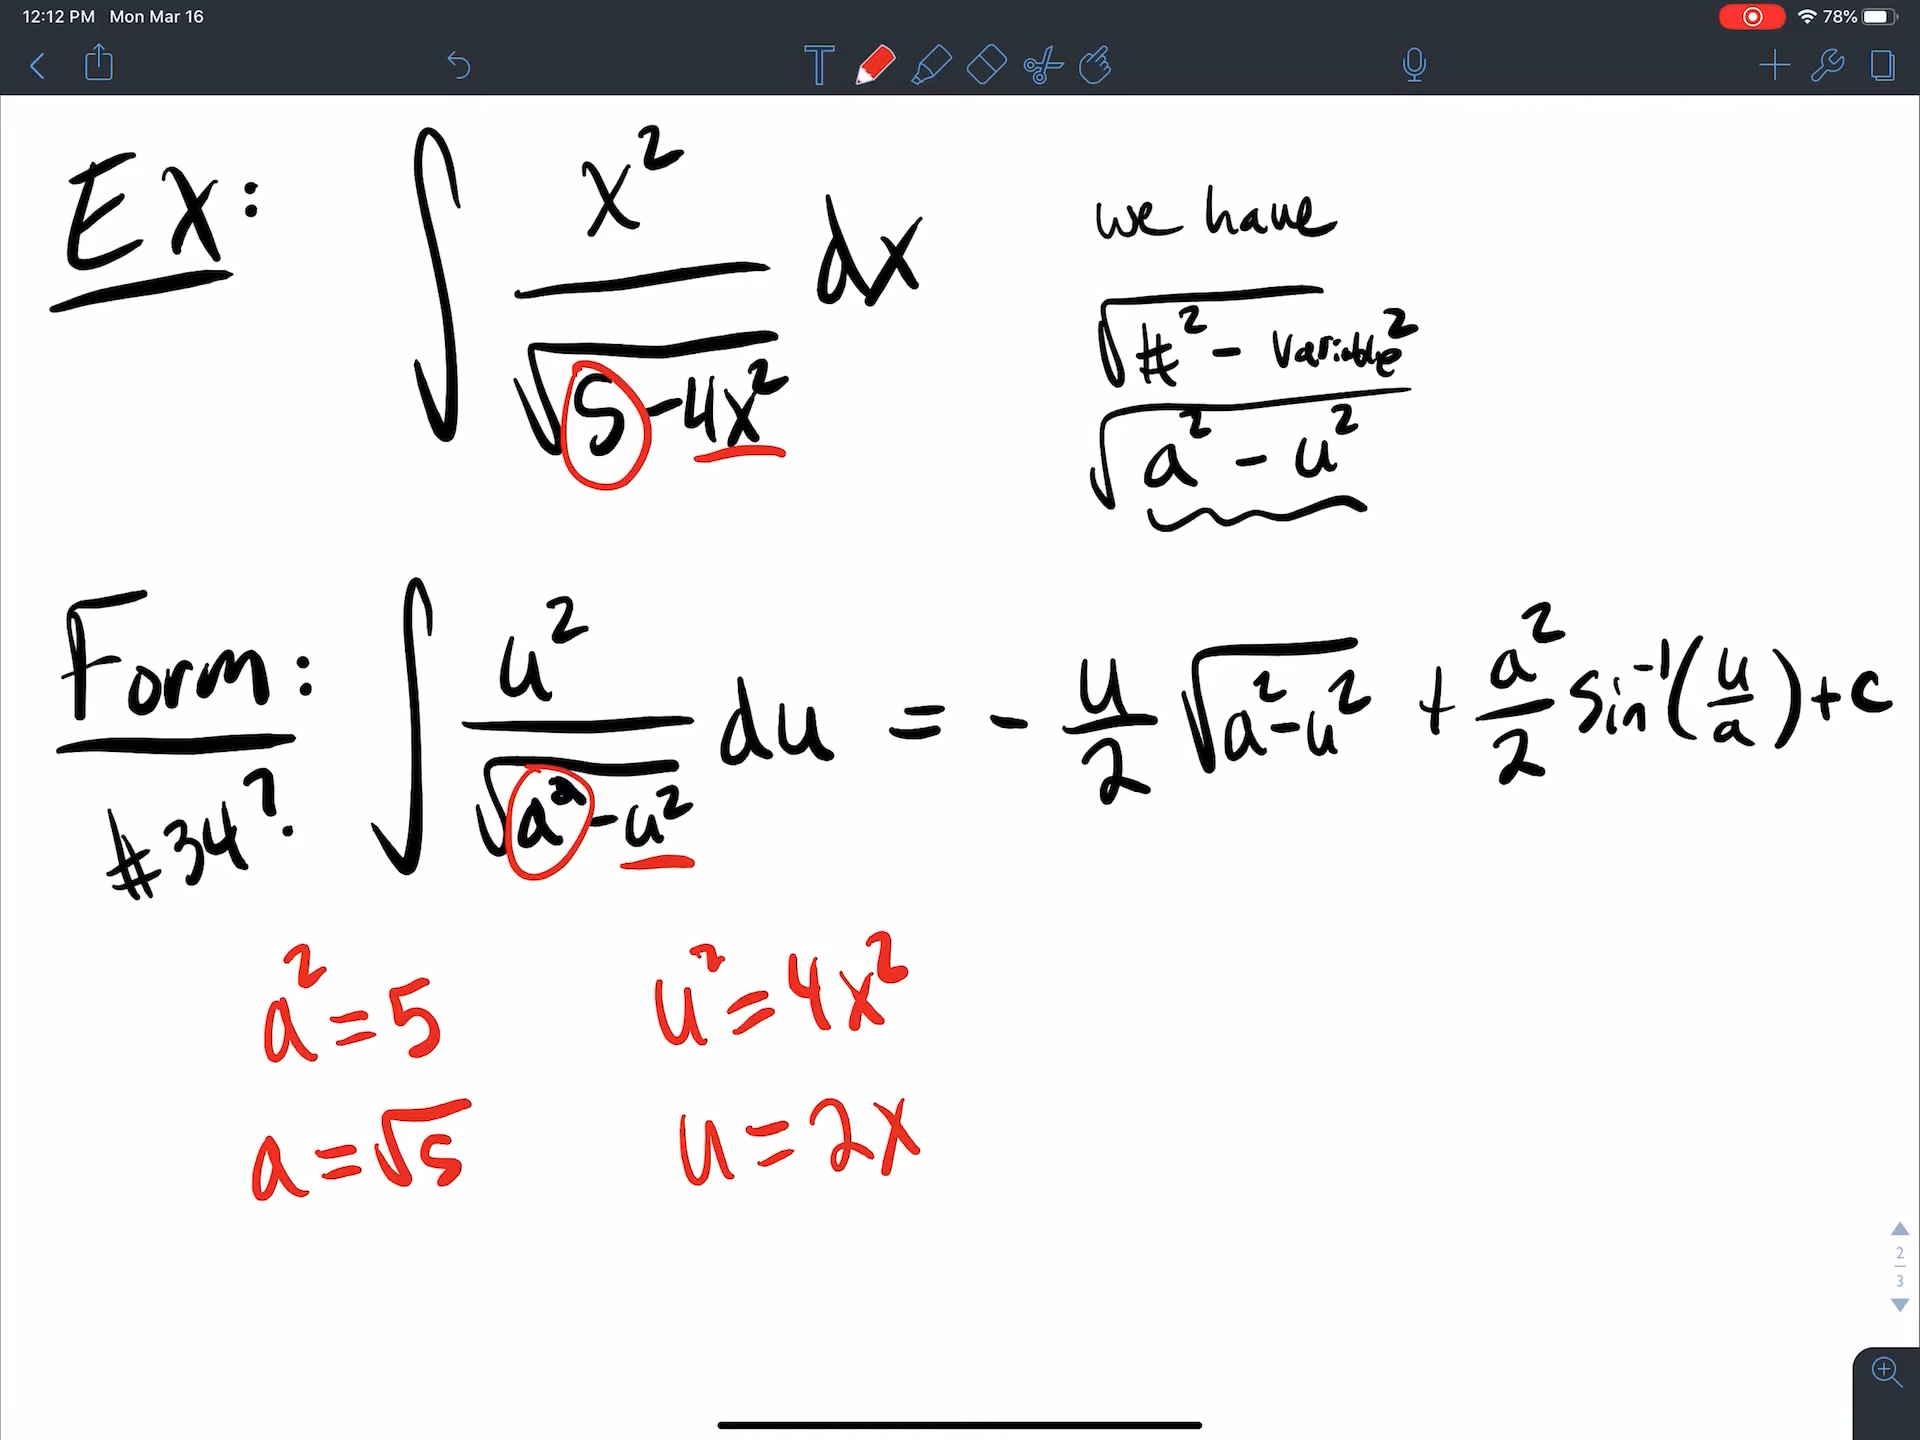 12:12 PM Mon Mar 16 78%
T
Ex: ∫ x² / √(5 - 4x²) dx
we have
√(#² - variable²)
√(a² - u²)
Form: ∫ u² / √(a² - u²) du = - u/2 √(a² - u²) + a²/2 sin⁻¹(u/a) + c
#34?
a² = 5 u² = 4x²
a = √5 u = 2x
2
3